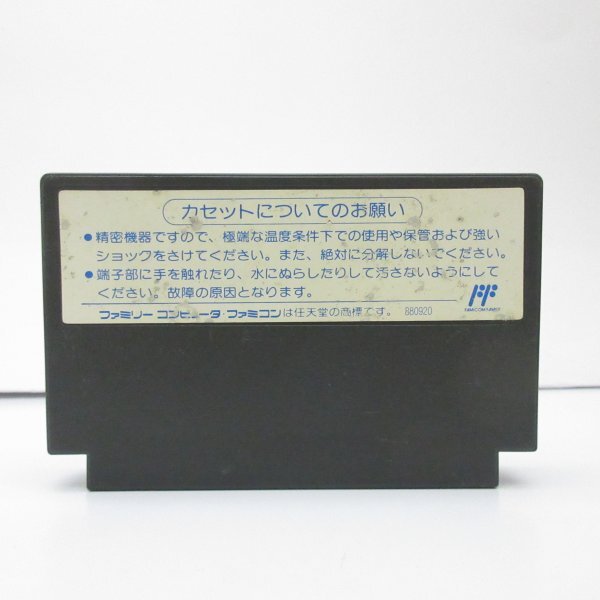 カセットについてのお願い
●精密機器ですので、極端な温度条件下での使用や保管および強い
ショックをさけてください。また、絶対に分解しないでください。
●端子部に手を触れたり、水にぬらしたりして汚さないようにして
ください。故障の原因となります。
ファミリーコンピュータ・ファミコンは任天堂の商標です。 880920
FF
FAMICOM FAMILY